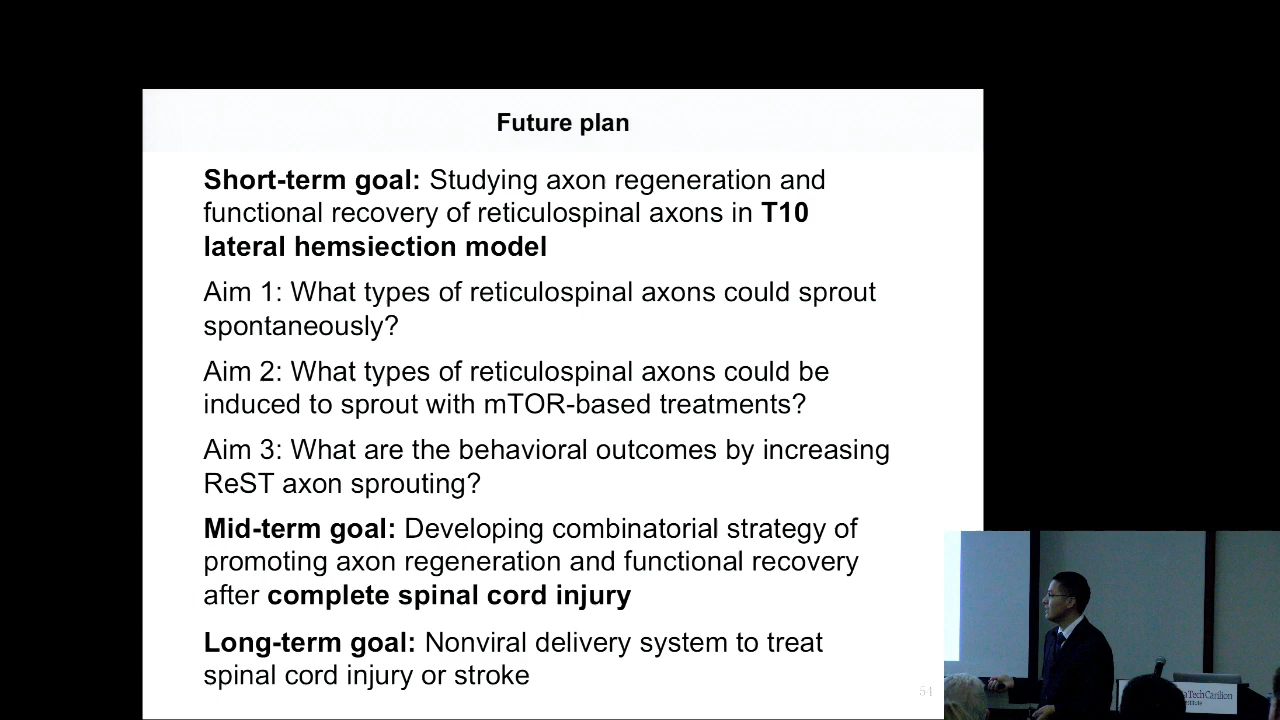 Future plan
Short-term goal: Studying axon regeneration and
functional recovery of reticulospinal axons in T10
lateral hemsiection model
Aim 1: What types of reticulospinal axons could sprout
spontaneously?
Aim 2: What types of reticulospinal axons could be
induced to sprout with mTOR-based treatments?
Aim 3: What are the behavioral outcomes by increasing
ReST axon sprouting?
Mid-term goal: Developing combinatorial strategy of
promoting axon regeneration and functional recovery
after complete spinal cord injury
Long-term goal: Nonviral delivery system to treat
spinal cord injury or stroke
54
a Tech Carilion